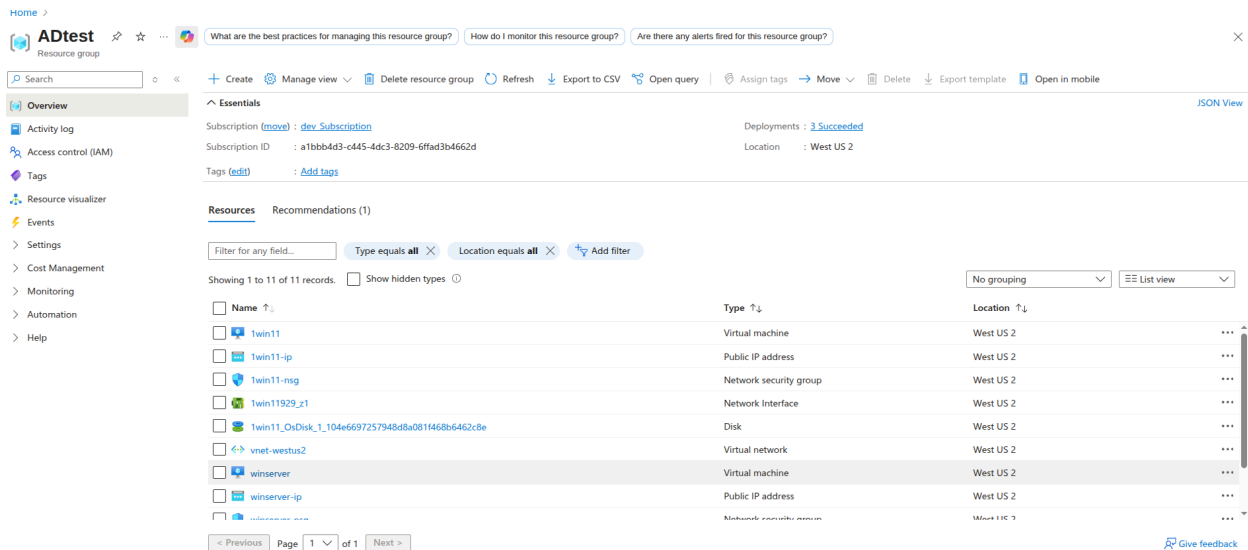 Home >
ADtest
Resource group
What are the best practices for managing this resource group?
How do I monitor this resource group?
Are there any alerts fired for this resource group?
Search
Overview
Activity log
Access control (IAM)
Tags
Resource visualizer
Events
Settings
Cost Management
Monitoring
Automation
Help
Create Manage view Delete resource group Refresh Export to CSV Open query Assign tags Move Delete Export template Open in mobile
Essentials JSON View
Subscription (move) : dev Subscription
Deployments : 3 Succeeded
Subscription ID : a1bbb4d3-c445-4dc3-8209-6ffad3b4662d
Location : West US 2
Tags (edit) : Add tags
Resources Recommendations (1)
Filter for any field... Type equals all Location equals all Add filter
Showing 1 to 11 of 11 records. Show hidden types No grouping List view
Name Type Location
1win11 Virtual machine West US 2
1win11-ip Public IP address West US 2
1win11-nsg Network security group West US 2
1win11929_z1 Network Interface West US 2
1win11_OsDisk_1_104e6697257948d8a081f468b6462c8e Disk West US 2
vnet-westus2 Virtual network West US 2
winserver Virtual machine West US 2
winserver-ip Public IP address West US 2
winserver-nsg Network security group West US 2
< Previous Page 1 of 1 Next > Give feedback